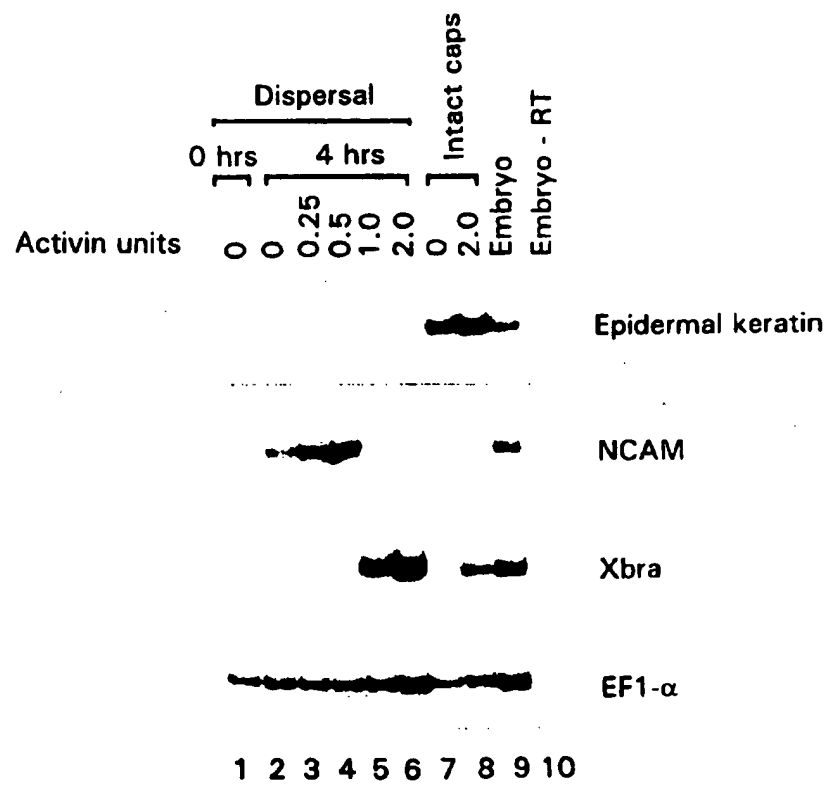 Dispersal
Intact caps
0 hrs 4 hrs
Embryo
Embryo - RT
Activin units 0 0 0.25 0.5 1.0 2.0 0 2.0
Epidermal keratin
NCAM
Xbra
EF1-α
1 2 3 4 5 6 7 8 9 10